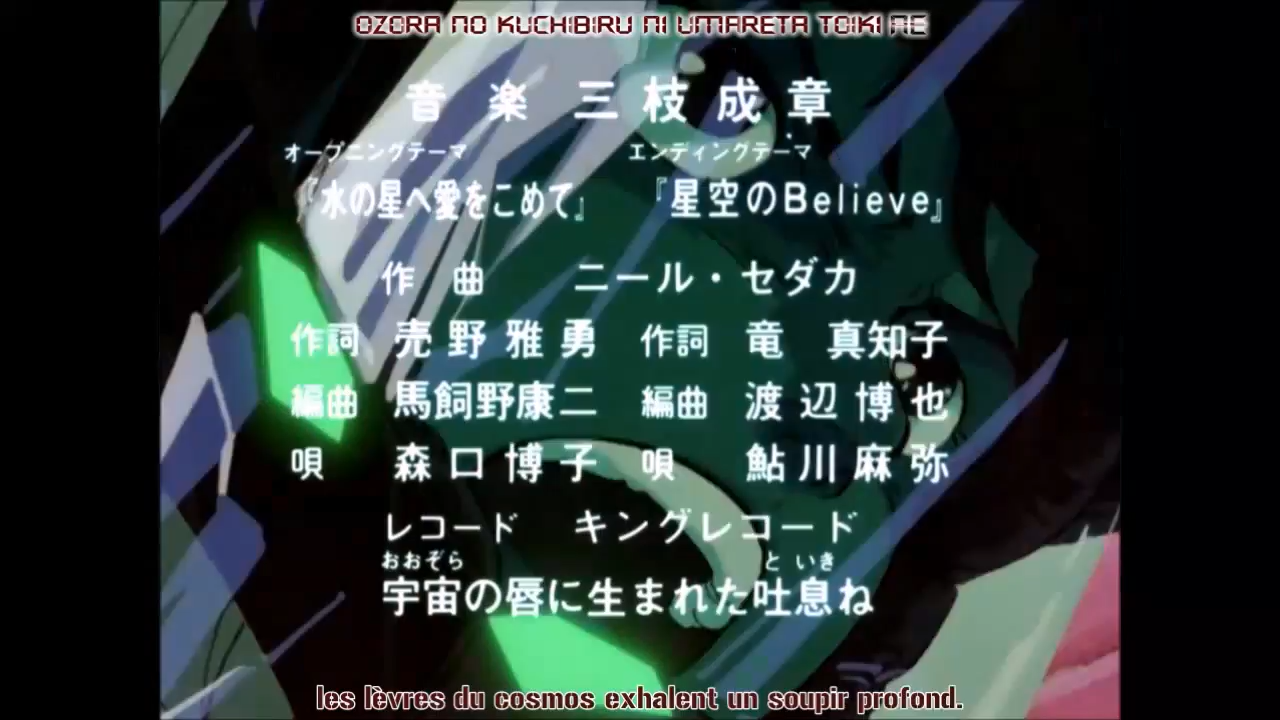 OZORA NO KUCHIBIRU NI UMARETA TOIKI NE
音楽 三枝成章
オープニングテーマ エンディングテーマ
『水の星へ愛をこめて』 『星空のBelieve』
作曲 ニール・セダカ
作詞 売野雅勇 作詞 竜 真知子
編曲 馬飼野康二 編曲 渡辺博也
唄 森口博子 唄 鮎川麻弥
レコード キングレコード
おおぞら といき
宇宙の唇に生まれた吐息ね
les lèvres du cosmos exhalent un soupir profond.